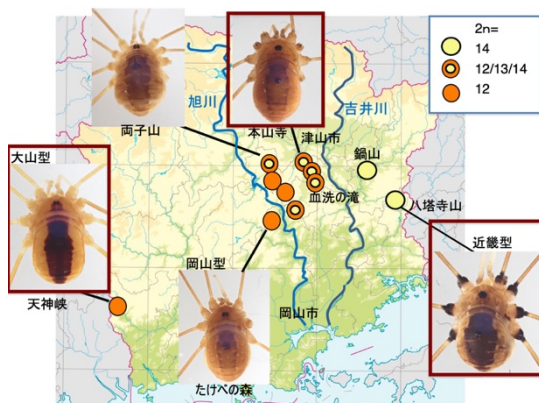 2n=
14
12/13/14
12
旭川
吉井川
両子山
本山寺
津山市
鍋山
大山型
血洗の滝
八塔寺山
近畿型
岡山型
天神峡
岡山市
たけべの森